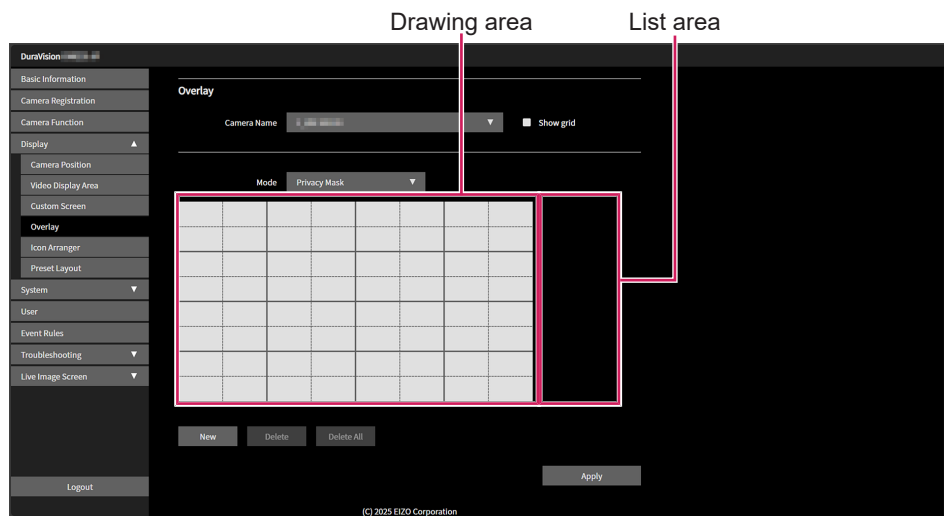 Drawing area
List area
DuraVision
Basic Information
Camera Registration
Camera Function
Display ▲
Camera Position
Video Display Area
Custom Screen
Overlay
Icon Arranger
Preset Layout
System ▼
User
Event Rules
Troubleshooting ▼
Live Image Screen ▼
Logout
Overlay
Camera Name ▼ Show grid
Mode Privacy Mask ▼
New Delete Delete All
Apply
(C) 2025 EIZO Corporation